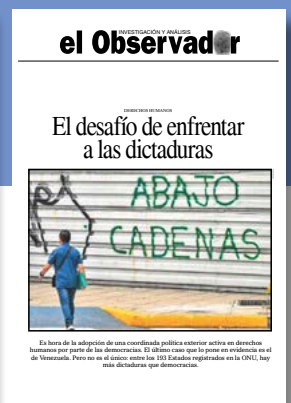 INVESTIGACIÓN Y ANÁLISIS
el Observador
DERECHOS HUMANOS
El desafío de enfrentar
a las dictaduras
ABAJO
CADENAS
Es hora de la adopción de una coordinada política exterior activa en derechos
humanos por parte de las democracias. El último caso que lo pone en evidencia es el
de Venezuela. Pero no es el único: entre los 193 Estados registrados en la ONU, hay
más dictaduras que democracias.